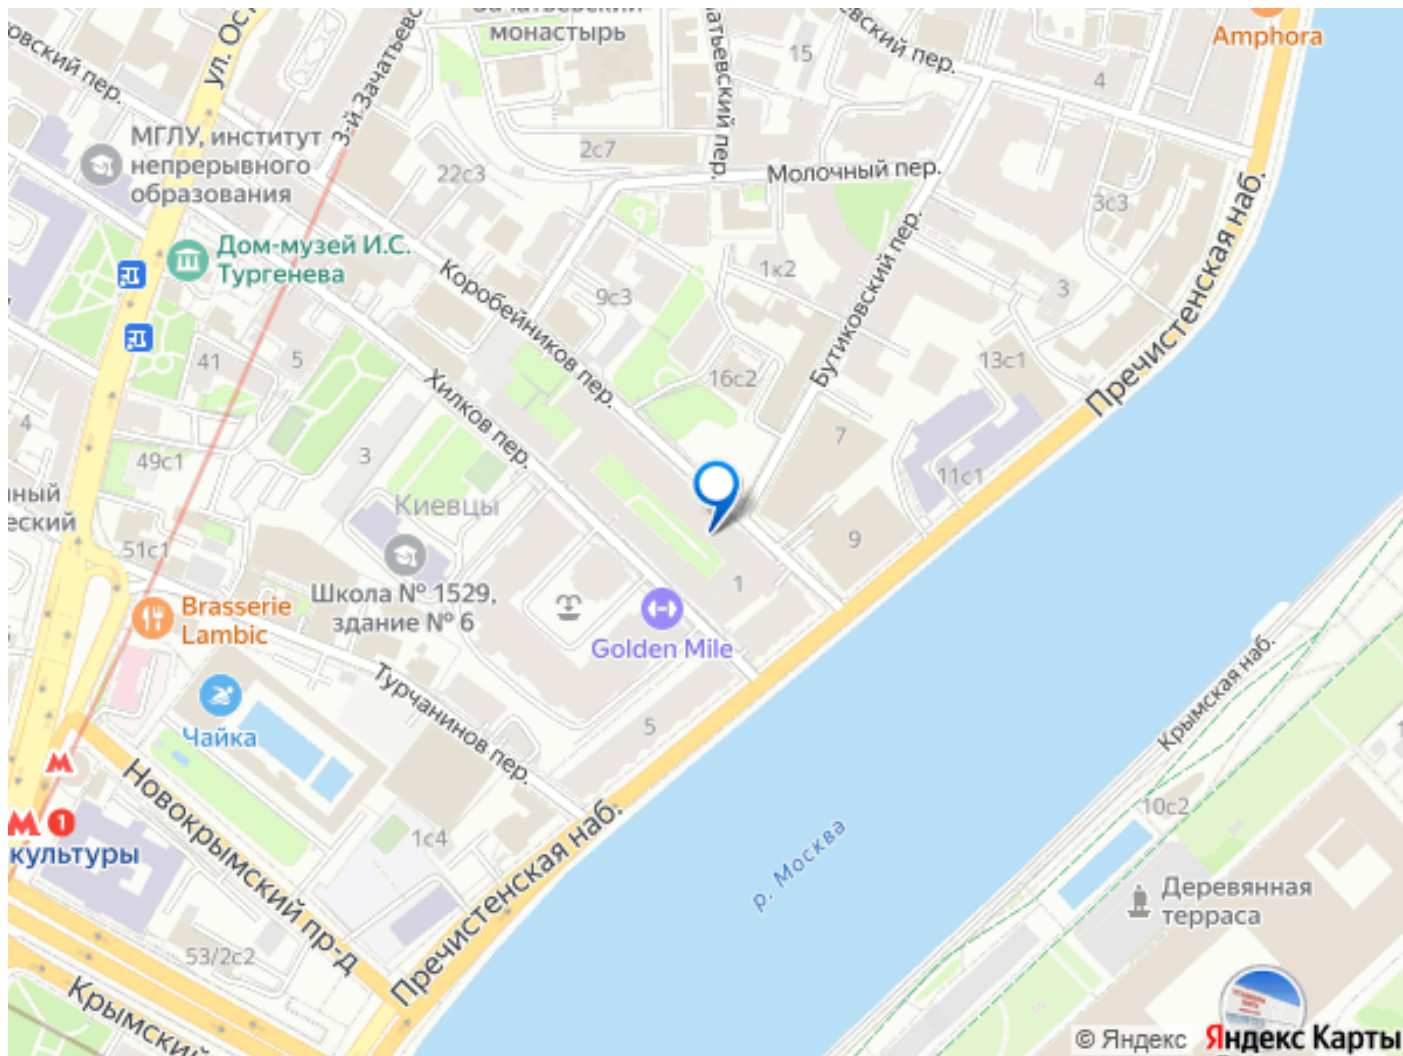 монастырь
Amphora
ул. Ост
3-й Зачатьевс
атьевский пер.
евский пер.
овский пер.
15
4
МГЛУ, институт
непрерывного
образования
2с7
22с3
Молочный пер.
3с3
Дом-музей И.С.
Тургенева
Коробейников пер.
9с3
1к2
Бутиковский пер.
3
Пречистенская наб.
41
5
Хилков пер.
16с2
13с1
4
49с1
3
7
11с1
ный
еский
Киевцы
51с1
9
Школа № 1529,
здание № 6
1
Brasserie
Lambic
Golden Mile
Турчанинов пер.
5
Крымская наб.
Чайка
М
М 1
культуры
Новокрымский пр-д
1с4
Пречистенская наб.
р. Москва
10с2
Деревянная
терраса
53/2с2
Крымский
© Яндекс Яндекс Карты